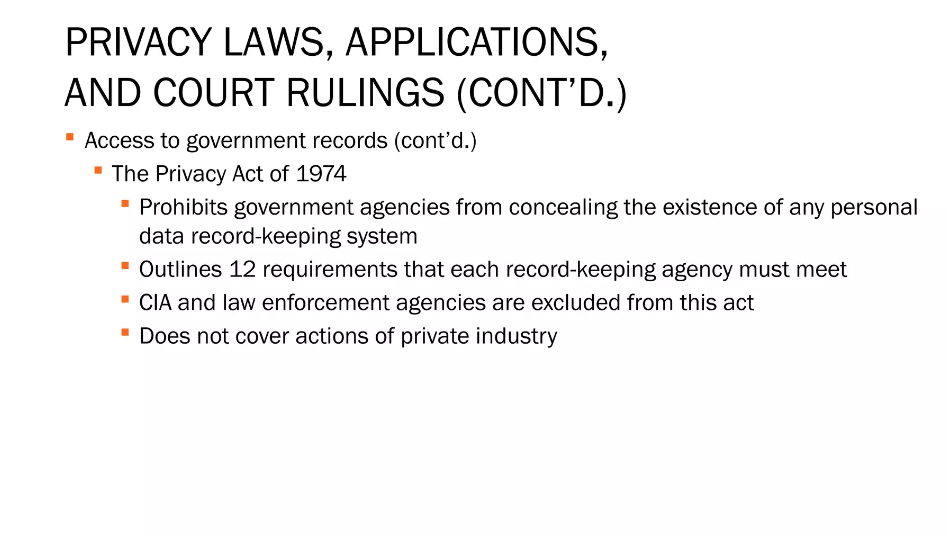 PRIVACY LAWS, APPLICATIONS,
AND COURT RULINGS (CONT’D.)
Access to government records (cont’d.)
The Privacy Act of 1974
Prohibits government agencies from concealing the existence of any personal
data record-keeping system
Outlines 12 requirements that each record-keeping agency must meet
CIA and law enforcement agencies are excluded from this act
Does not cover actions of private industry